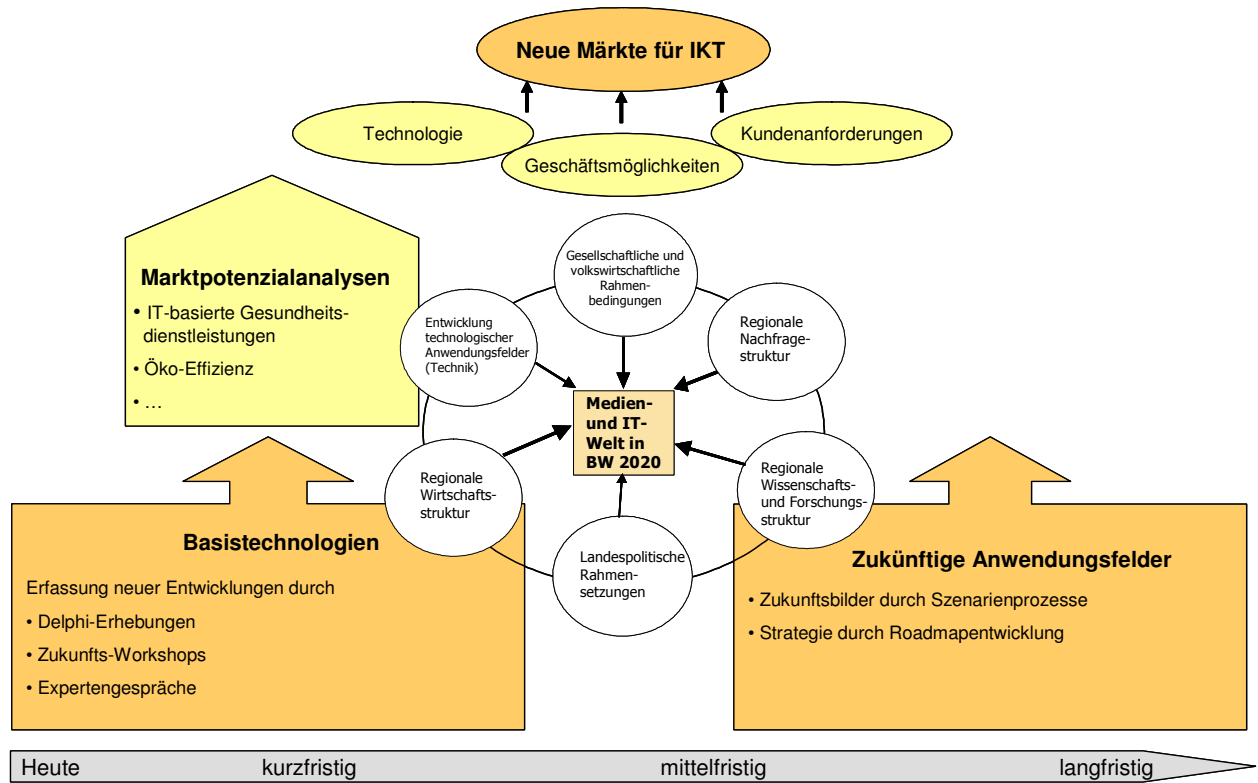 Neue Märkte für IKT
Technologie
Geschäftsmöglichkeiten
Kundenanforderungen
Marktpotenzialanalysen
• IT-basierte Gesundheits-
dienstleistungen
• Öko-Effizienz
• …
Gesellschaftliche und
volkswirtschaftliche
Rahmen-
bedingungen
Entwicklung
technologischer
Anwendungsfelder
(Technik)
Regionale
Nachfrage-
struktur
Medien-
und IT-
Welt in
BW 2020
Regionale
Wirtschafts-
struktur
Regionale
Wissenschafts-
und Forschungs-
struktur
Landespolitische
Rahmen-
setzungen
Basistechnologien
Erfassung neuer Entwicklungen durch
• Delphi-Erhebungen
• Zukunfts-Workshops
• Expertengespräche
Zukünftige Anwendungsfelder
• Zukunftsbilder durch Szenarienprozesse
• Strategie durch Roadmapentwicklung
Heute kurzfristig mittelfristig langfristig